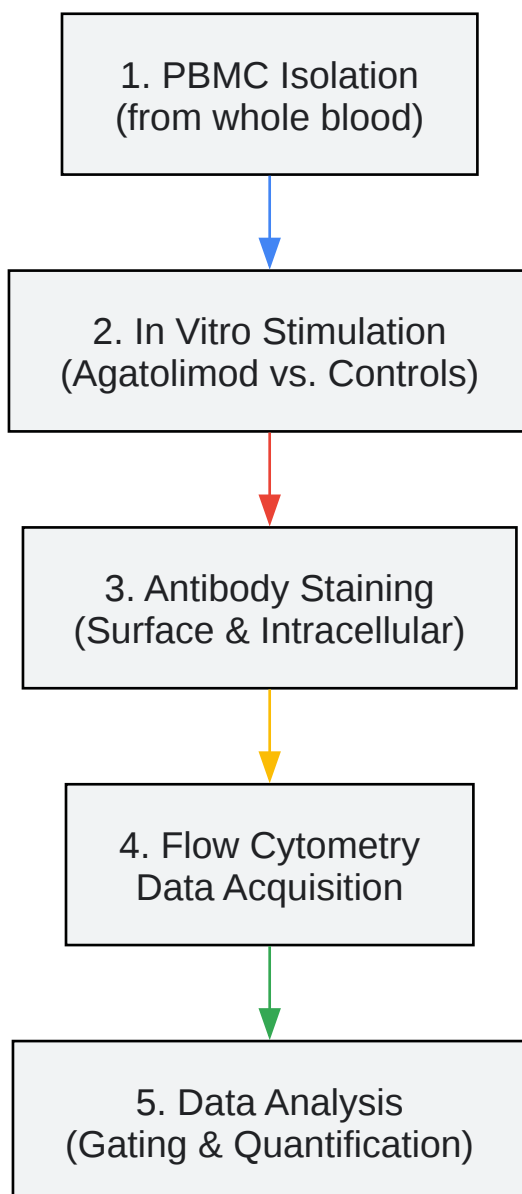 1. PBMC Isolation
(from whole blood)
2. In Vitro Stimulation
(Agatolimod vs. Controls)
3. Antibody Staining
(Surface & Intracellular)
4. Flow Cytometry
Data Acquisition
5. Data Analysis
(Gating & Quantification)